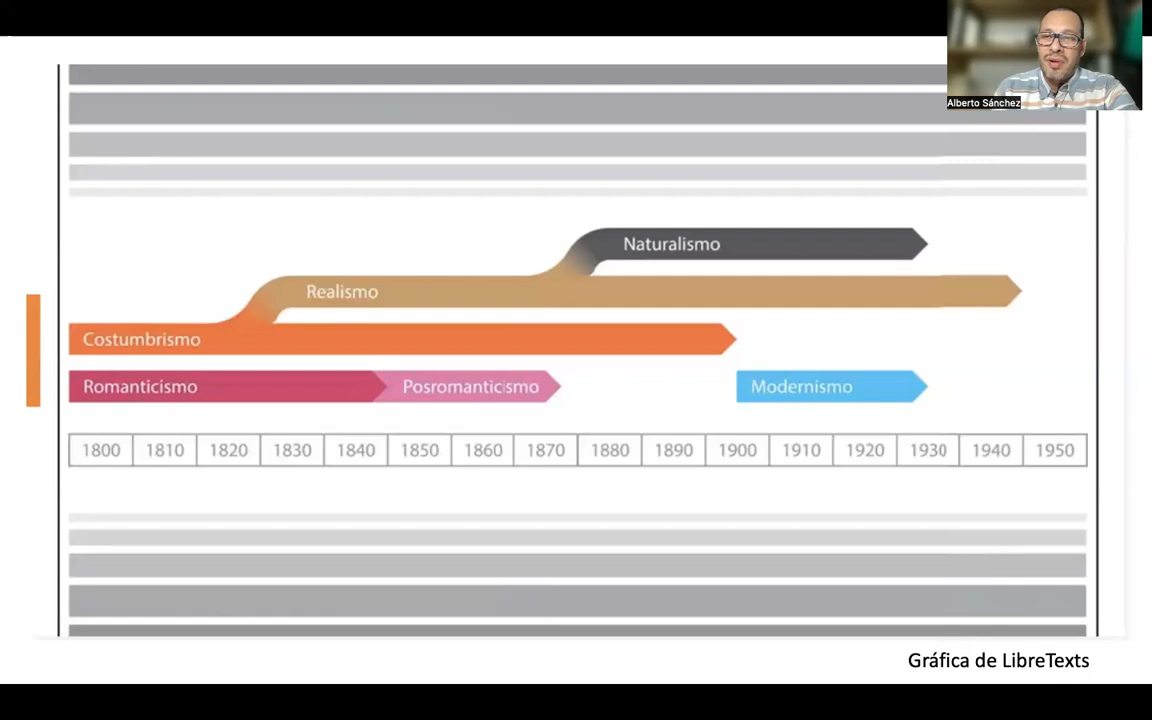 Alberto Sánchez
Naturalismo
Realismo
Costumbrismo
Romanticismo
Posromanticismo
Modernismo
1800 1810 1820 1830 1840 1850 1860 1870 1880 1890 1900 1910 1920 1930 1940 1950
Gráfica de LibreTexts